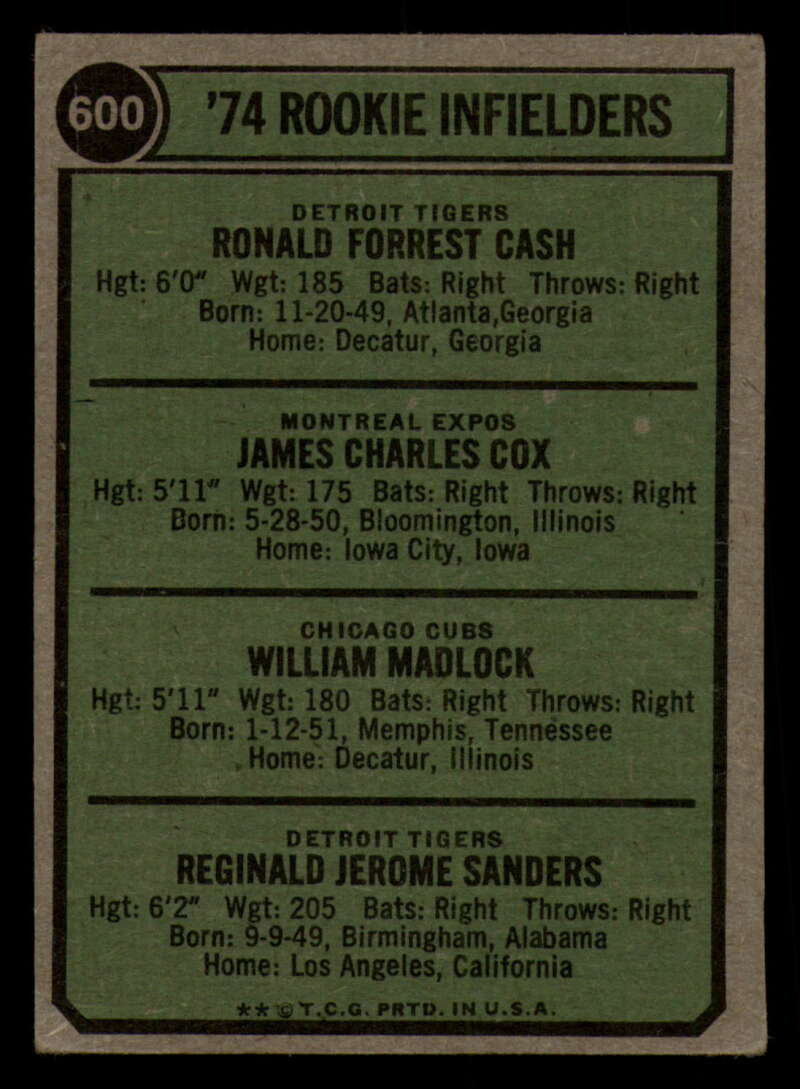 600
'74 ROOKIE INFIELDERS
DETROIT TIGERS
RONALD FORREST CASH
Hgt: 6'0" Wgt: 185 Bats: Right Throws: Right
Born: 11-20-49, Atlanta,Georgia
Home: Decatur, Georgia
MONTREAL EXPOS
JAMES CHARLES COX
Hgt: 5'11" Wgt: 175 Bats: Right Throws: Right
Born: 5-28-50, Bloomington, Illinois
Home: Iowa City, Iowa
CHICAGO CUBS
WILLIAM MADLOCK
Hgt: 5'11" Wgt: 180 Bats: Right Throws: Right
Born: 1-12-51, Memphis, Tennessee
Home: Decatur, Illinois
DETROIT TIGERS
REGINALD JEROME SANDERS
Hgt: 6'2" Wgt: 205 Bats: Right Throws: Right
Born: 9-9-49, Birmingham, Alabama
Home: Los Angeles, California
**©T.C.G. PRTD. IN U.S.A.